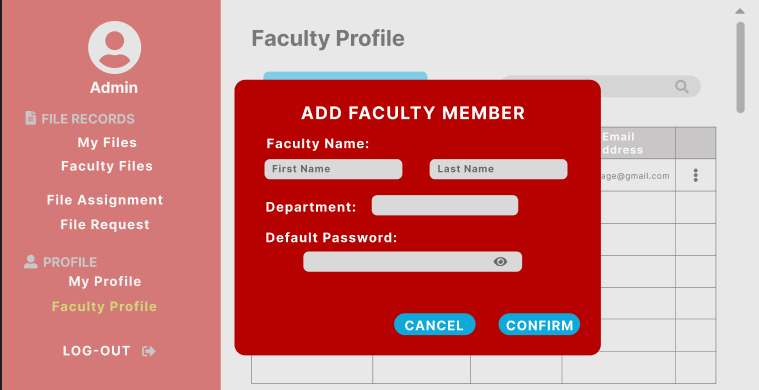 Admin
FILE RECORDS
My Files
Faculty Files
File Assignment
File Request
PROFILE
My Profile
Faculty Profile
LOG-OUT
Faculty Profile
Email
ddress
age@gmail.com
ADD FACULTY MEMBER
Faculty Name:
First Name
Last Name
Department:
Default Password:
CANCEL
CONFIRM